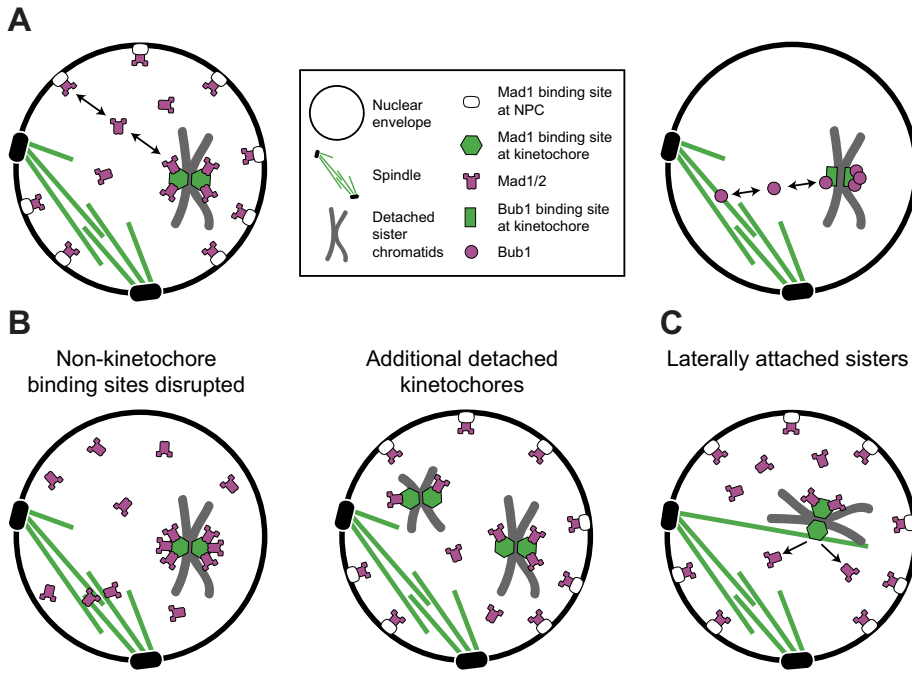 A
Nuclear
envelope
Spindle
Detached
sister
chromatids
Mad1 binding site
at NPC
Mad1 binding site
at kinetochore
Mad1/2
Bub1 binding site
at kinetochore
Bub1
B
Non-kinetochore
binding sites disrupted
Additional detached
kinetochores
C
Laterally attached sisters